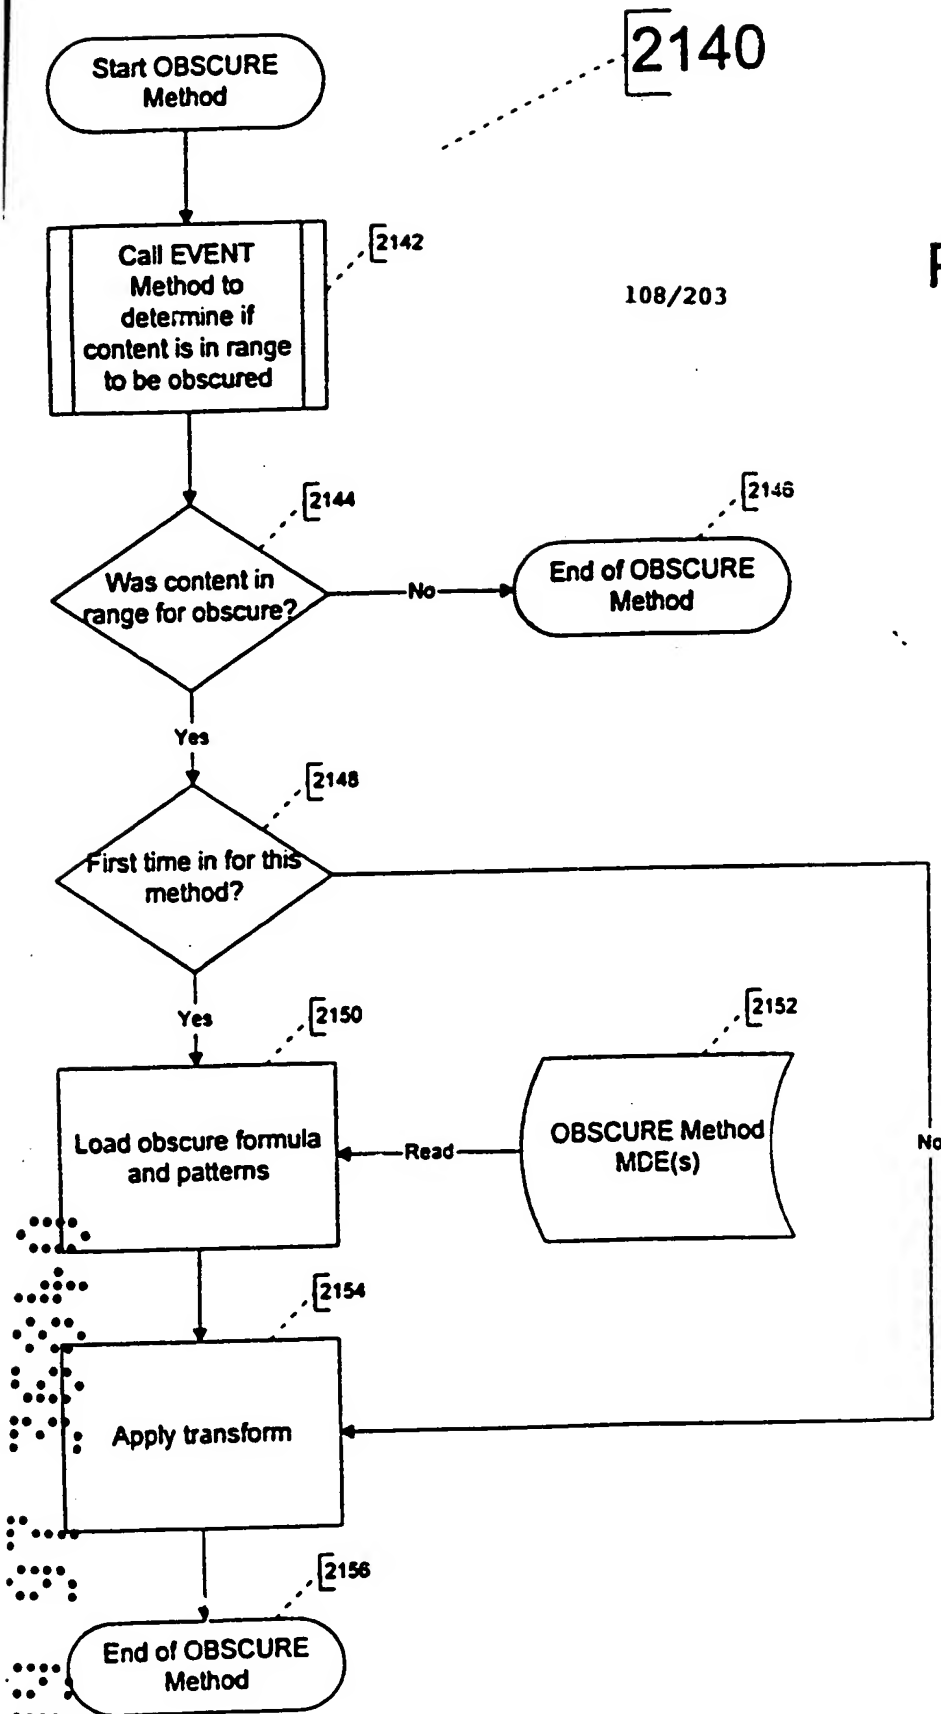 Start OBSCURE
Method
2140
Call EVENT
Method to
determine if
content is in range
to be obscured
2142
108/203
2144
Was content in
range for obscure?
No
2146
End of OBSCURE
Method
Yes
2148
First time in for this
method?
Yes
2150
2152
Load obscure formula
and patterns
Read
OBSCURE Method
MDE(s)
No
2154
Apply transform
2156
End of OBSCURE
Method